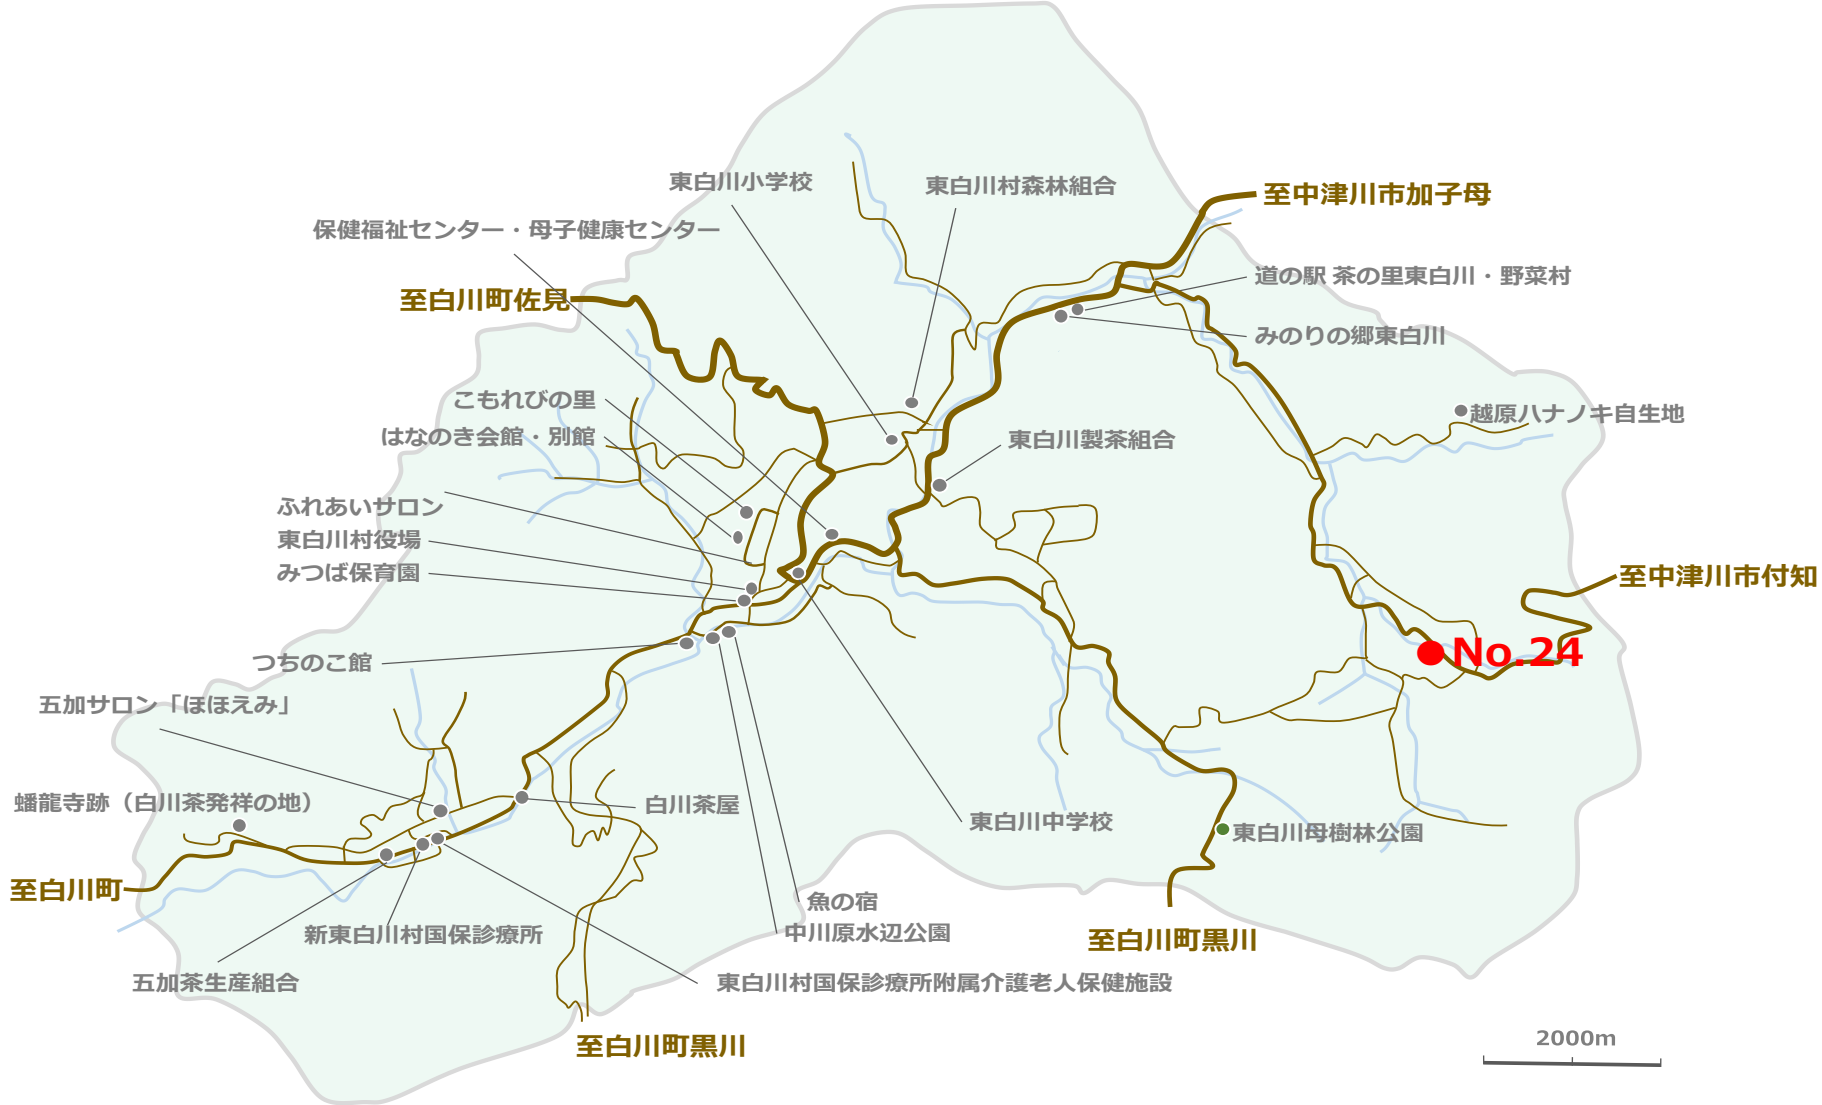 東白川小学校
東白川村森林組合
至中津川市加子母
保健福祉センター・母子健康センター
道の駅 茶の里東白川・野菜村
至白川町佐見
みのりの郷東白川
こもれびの里
越原ハナノキ自生地
はなのき会館・別館
東白川製茶組合
ふれあいサロン
東白川村役場
みつば保育園
至中津川市付知
No.24
つちのこ館
五加サロン「ほほえみ」
蟠龍寺跡（白川茶発祥の地）
白川茶屋
東白川中学校
東白川母樹林公園
至白川町
魚の宿
新東白川村国保診療所
中川原水辺公園
至白川町黒川
五加茶生産組合
東白川村国保診療所附属介護老人保健施設
至白川町黒川
2000m